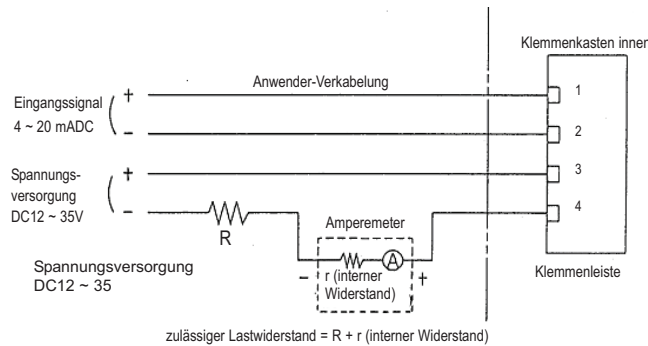 Klemmenkasten innen
Anwender-Verkabelung
+
1
Eingangssignal
4 ~ 20 mADC
−
2
Spannungs-
versorgung
DC12 ~ 35V
+
3
−
4
R
Amperemeter
A
− r (interner +
Widerstand)
Spannungsversorgung
DC12 ~ 35
Klemmenleiste
zulässiger Lastwiderstand = R + r (interner Widerstand)